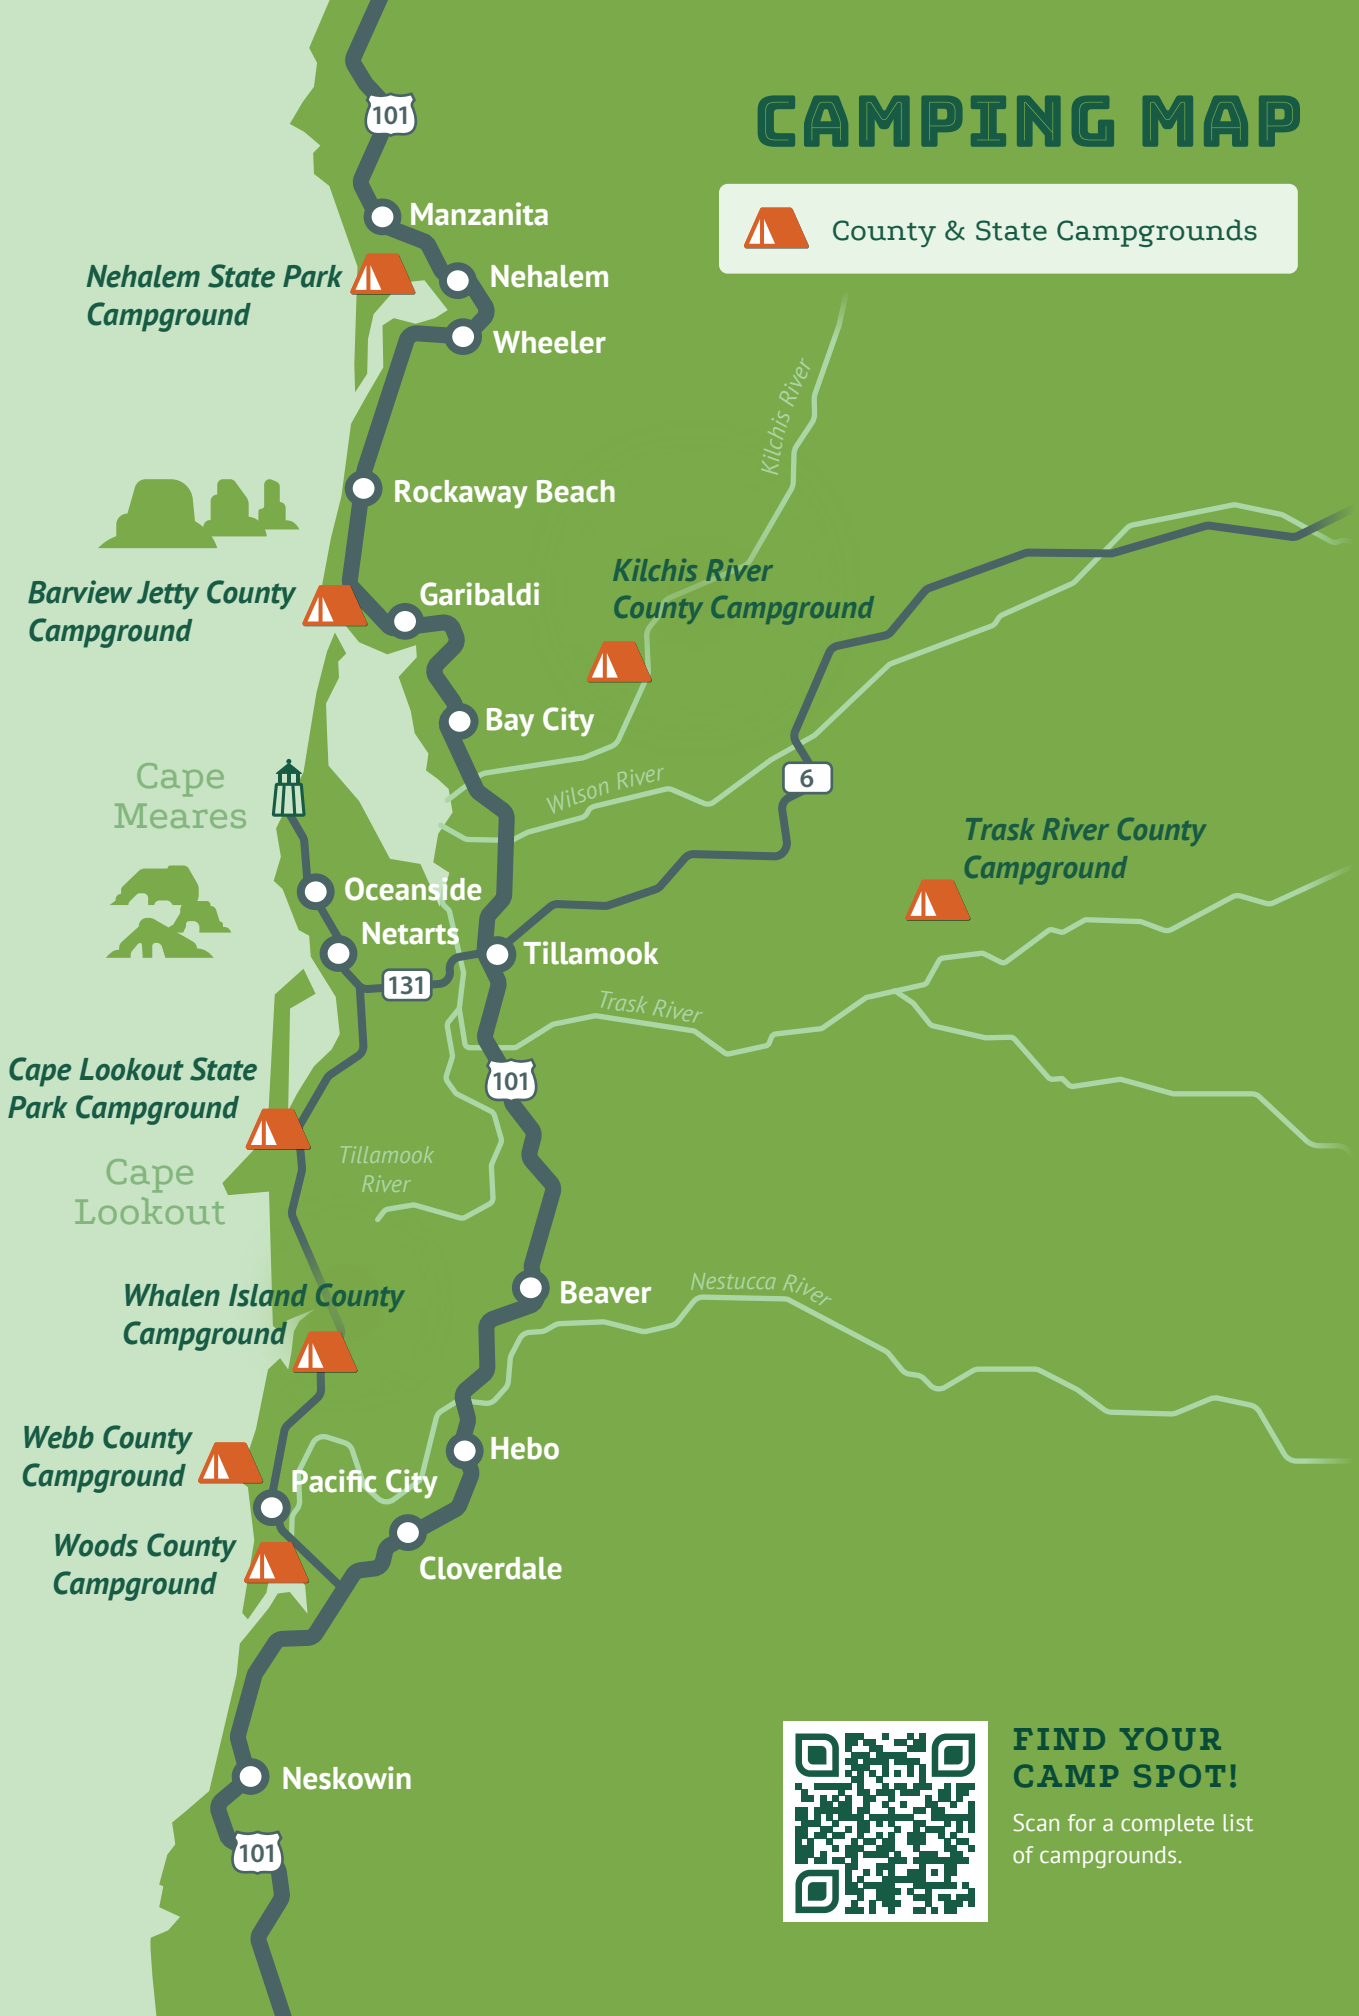 101
CAMPING MAP
Manzanita
County & State Campgrounds
Nehalem State Park
Campground
Nehalem
Wheeler
Kilchis River
Rockaway Beach
Kilchis River
County Campground
Barview Jetty County
Campground
Garibaldi
Bay City
Wilson River
6
Cape
Meares
Trask River County
Campground
Oceanside
Netarts
Tillamook
131
Trask River
Cape Lookout State
Park Campground
101
Tillamook
River
Cape
Lookout
Whalen Island County
Campground
Beaver
Nestucca River
Webb County
Campground
Hebo
Pacific City
Woods County
Campground
Cloverdale
Neskowin
101
FIND YOUR
CAMP SPOT!
Scan for a complete list
of campgrounds.